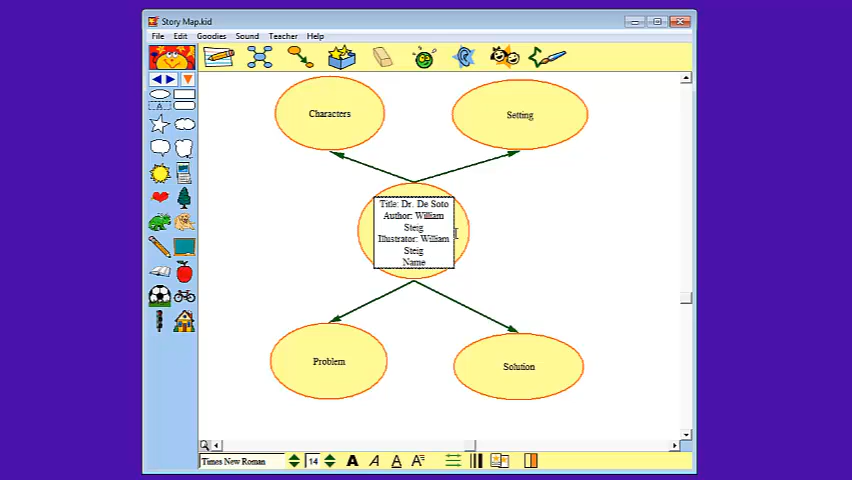 Story Map.kid
File Edit Goodies Sound Teacher Help
A
Characters
Setting
Title: Dr. De Soto
Author: William
Steig
Illustrator: William
Steig
Name
Problem
Solution
Times New Roman 14 A A A A